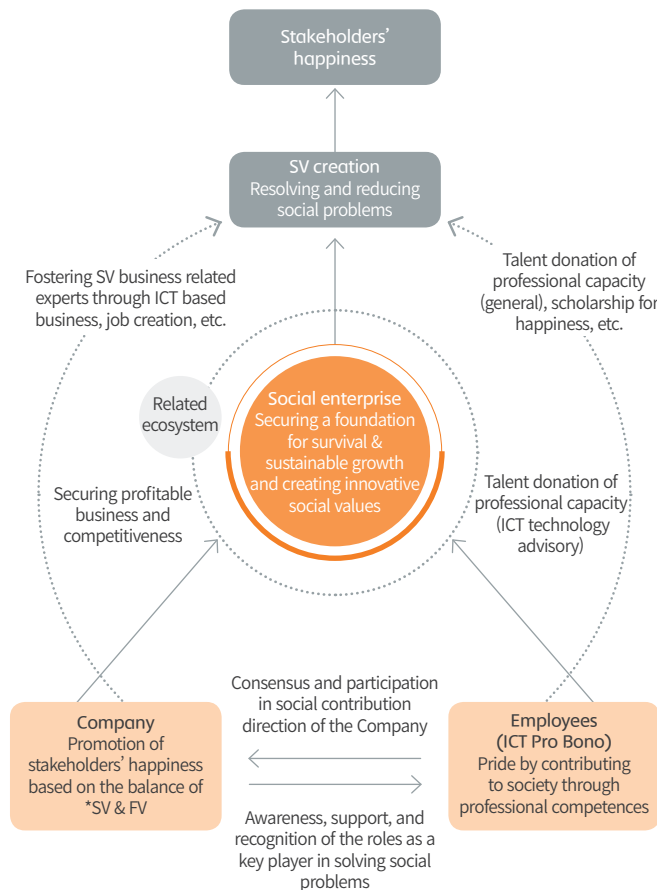 Stakeholders’
happiness
SV creation
Resolving and reducing
social problems
Fostering SV business related
experts through ICT based
business, job creation, etc.
Talent donation of
professional capacity
(general), scholarship for
happiness, etc.
Related
ecosystem
Social enterprise
Securing a foundation
for survival &
sustainable growth
and creating innovative
social values
Securing profitable
business and
competitiveness
Talent donation of
professional capacity
(ICT technology
advisory)
Consensus and participation
in social contribution
direction of the Company
Company
Promotion of
stakeholders’ happiness
based on the balance of
*SV & FV
Employees
(ICT Pro Bono)
Pride by contributing
to society through
professional competences
Awareness, support, and
recognition of the roles as a
key player in solving social
problems